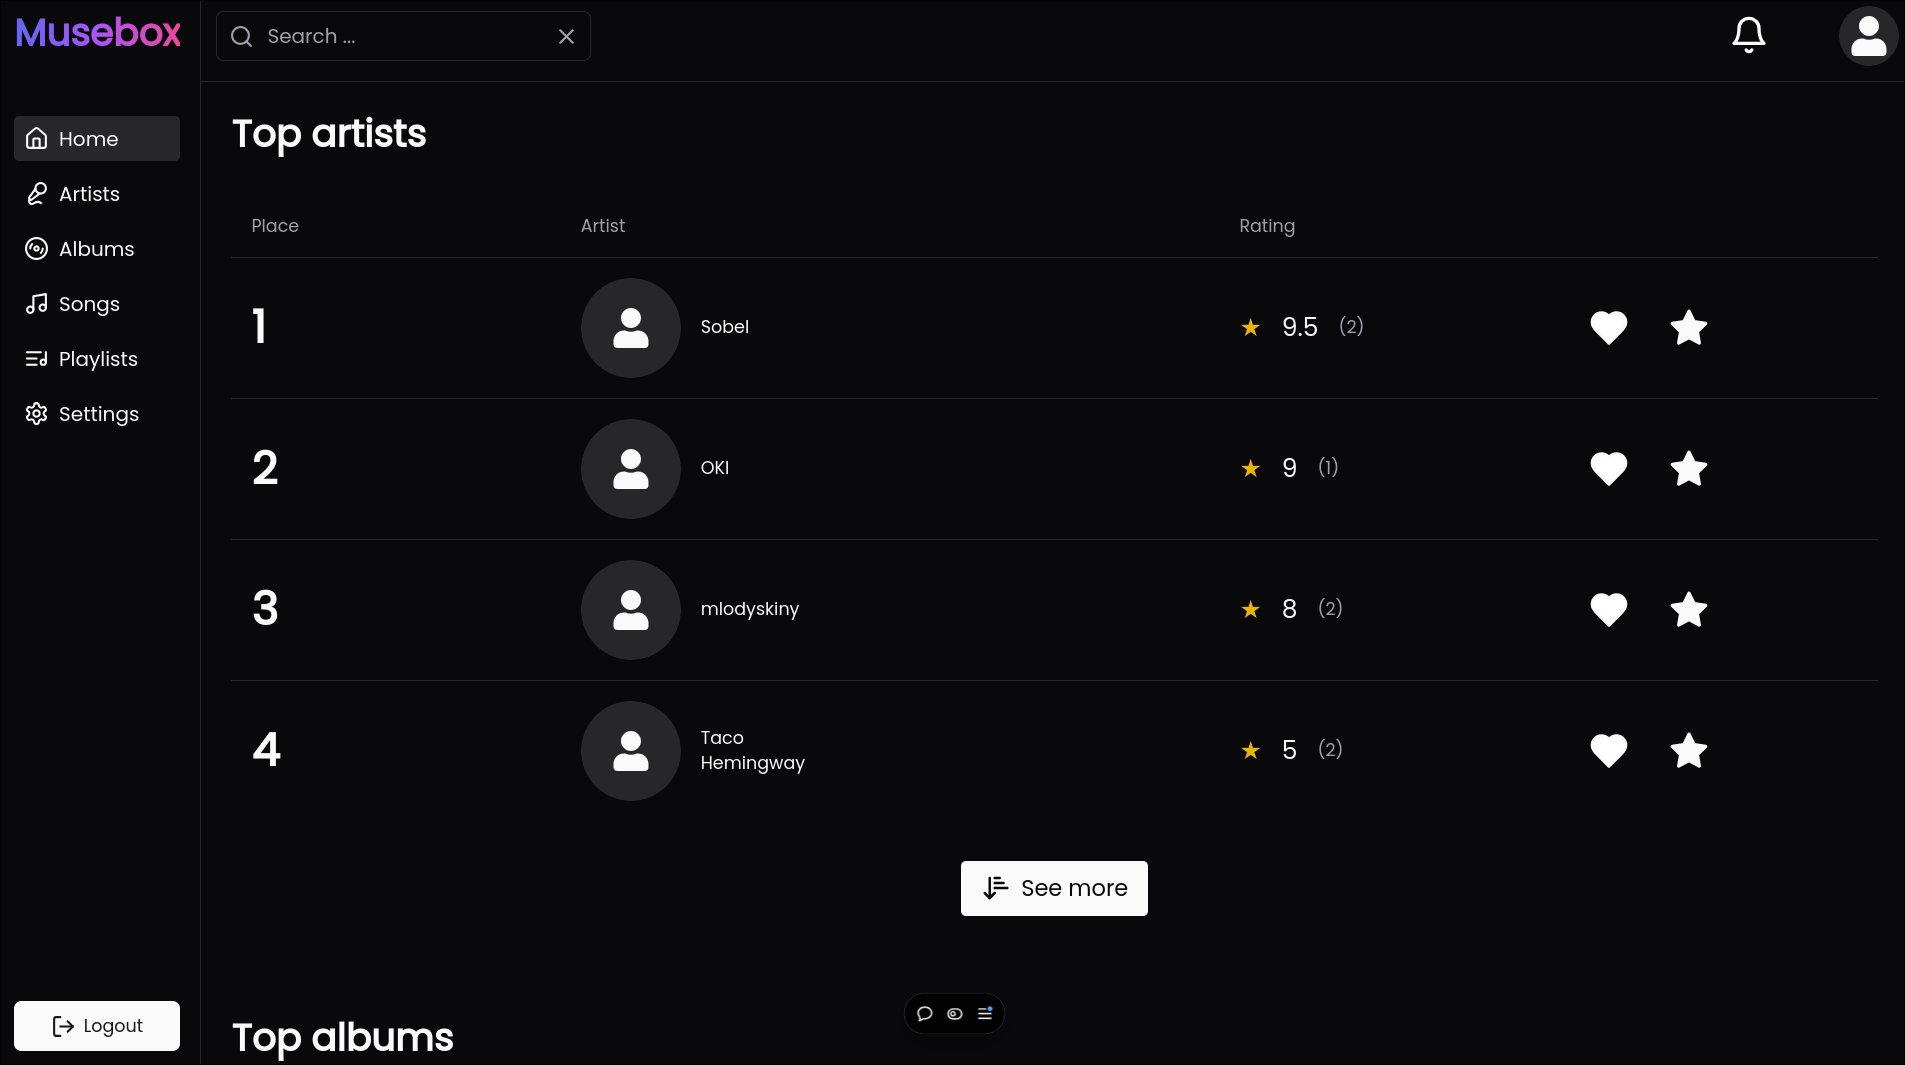 Musebox
Search ...
Home
Artists
Albums
Songs
Playlists
Settings
Logout
Top artists
Place Artist Rating
1 Sobel 9.5 (2)
2 OKI 9 (1)
3 mlodyskiny 8 (2)
4 Taco
Hemingway 5 (2)
See more
Top albums